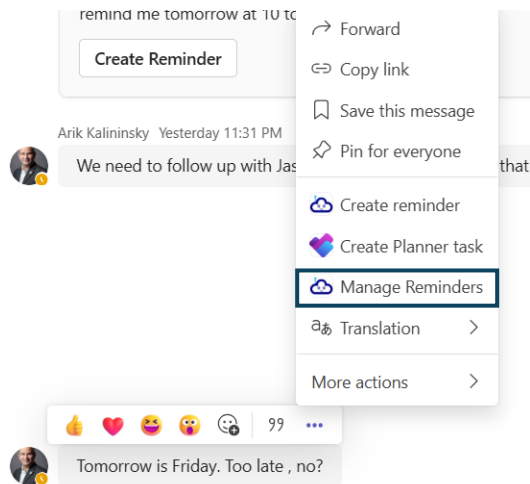 remind me tomorrow at 10 to
Create Reminder
Forward
Copy link
Save this message
Pin for everyone
Create reminder
Create Planner task
Manage Reminders
Translation
More actions
Arik Kalininsky Yesterday 11:31 PM
We need to follow up with Jas
that
Tomorrow is Friday. Too late , no?